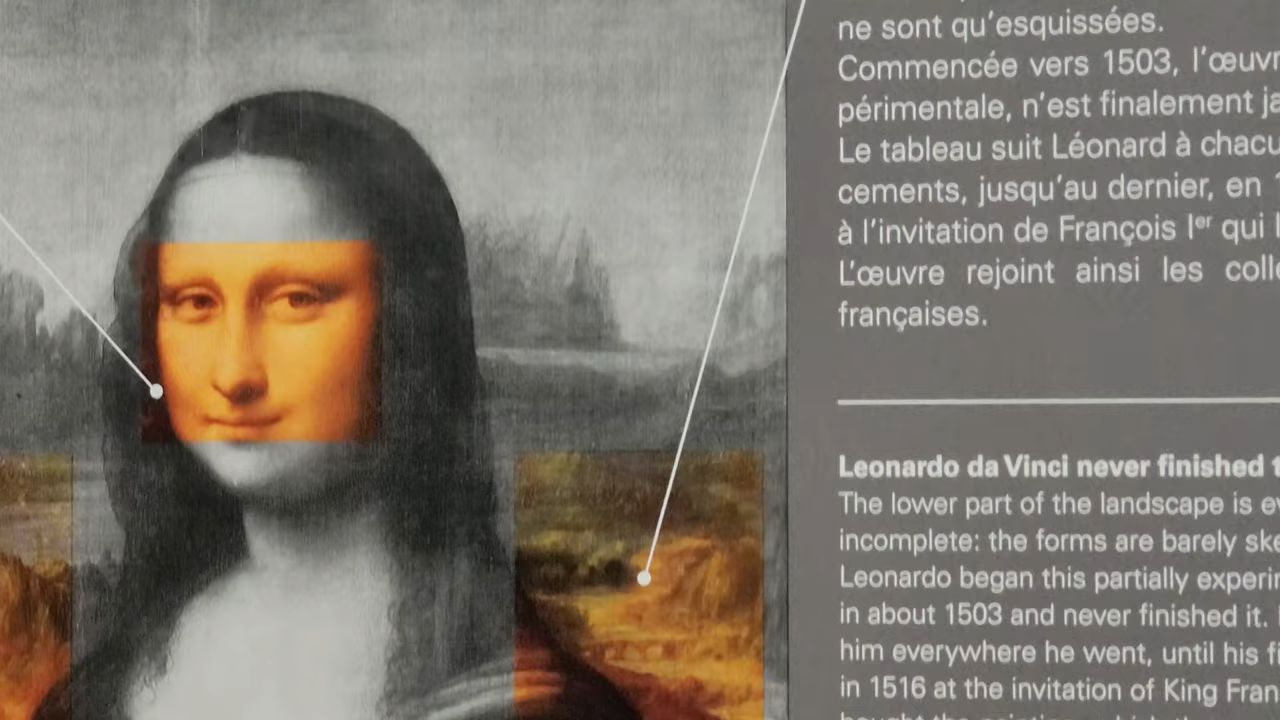 ne sont qu'esquissées.
Commencée vers 1503, l'œuvr
périmentale, n'est finalement ja
Le tableau suit Léonard à chacu
cements, jusqu'au dernier, en 1
à l'invitation de François Iᵉʳ qui l
L'œuvre rejoint ainsi les colle
françaises.
Leonardo da Vinci never finished t
The lower part of the landscape is ev
incomplete: the forms are barely ske
Leonardo began this partially experim
in about 1503 and never finished it.
him everywhere he went, until his fi
in 1516 at the invitation of King Fran